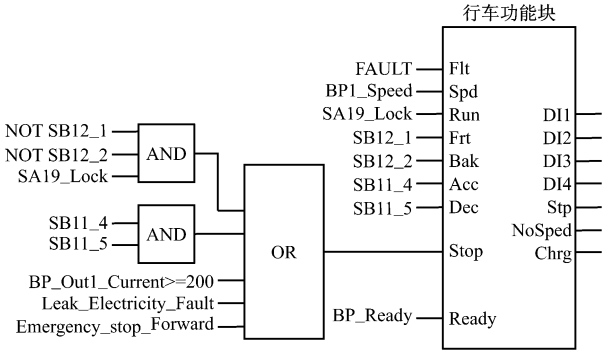 行车功能块
FAULT
Flt
BP1_Speed
Spd
SA19_Lock
Run
DI1
NOT SB12_1
SB12_1
Frt
DI2
NOT SB12_2
AND
SB12_2
Bak
DI3
SA19_Lock
SB11_4
Acc
DI4
SB11_5
Dec
Stp
SB11_4
AND
SB11_5
NoSped
OR
Stop
Chrg
BP_Out1_Current>=200
Leak_Electricity_Fault
BP_Ready
Ready
Emergency_stop_Forward